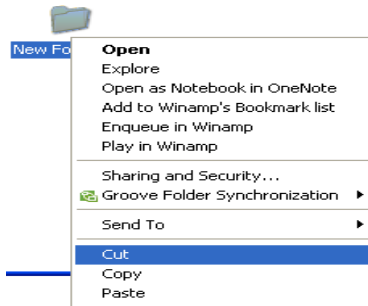 New Fo
Open
Explore
Open as Notebook in OneNote
Add to Winamp's Bookmark list
Enqueue in Winamp
Play in Winamp
Sharing and Security...
Groove Folder Synchronization
Send To
Cut
Copy
Paste